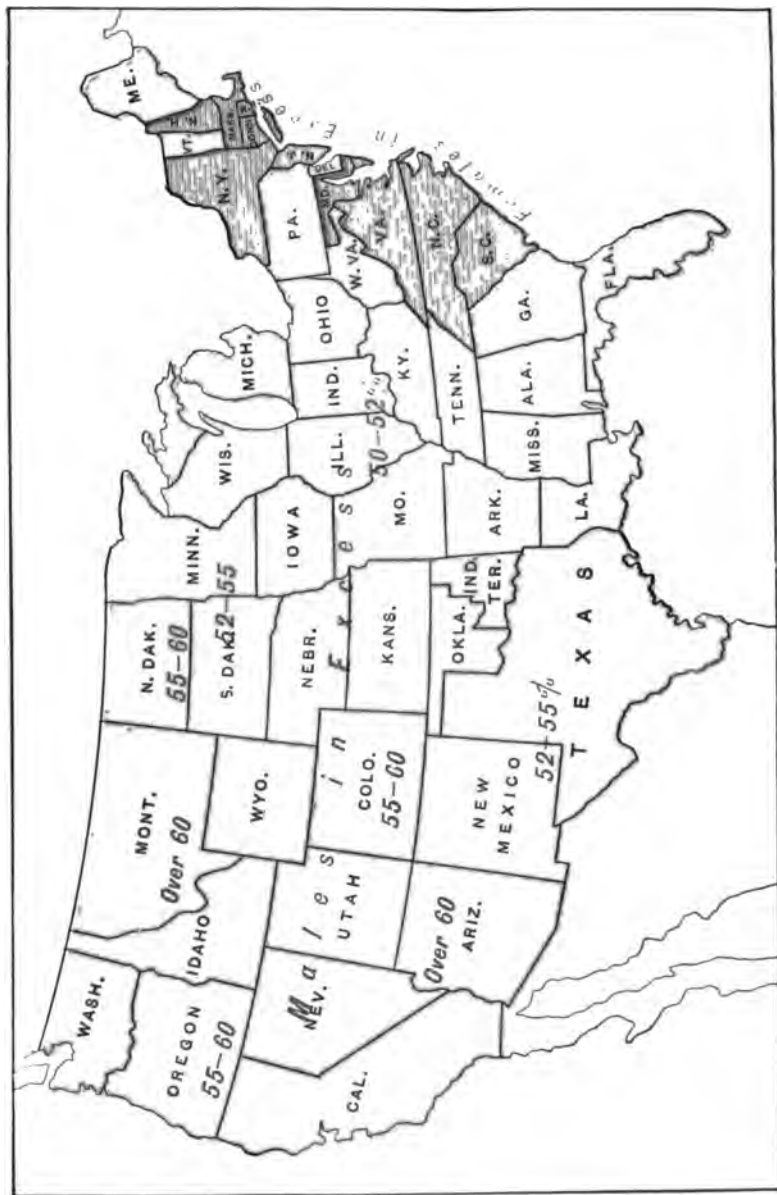 WASH.
OREGON
55-60
CAL.
NEV.
IDAHO
MONT.
Over 60
WYO.
UTAH
ARIZ.
Over 60
COLO.
55-60
NEW
MEXICO
N. DAK.
55-60
S. DAK.
52-55
NEBR.
KANS.
OKLA.
IND.
TER.
TEXAS
52-55%
MINN.
IOWA
MO.
ARK.
LA.
WIS.
ILL.
50-52%
MICH.
IND.
OHIO
KY.
TENN.
MISS.
ALA.
GA.
FLA.
S.C.
N.C.
VA.
W.VA.
PA.
MD.
DEL.
N.J.
N.Y.
VT.
N.H.
ME.
MASS.
CONN.
Males in Excess
Females in Excess